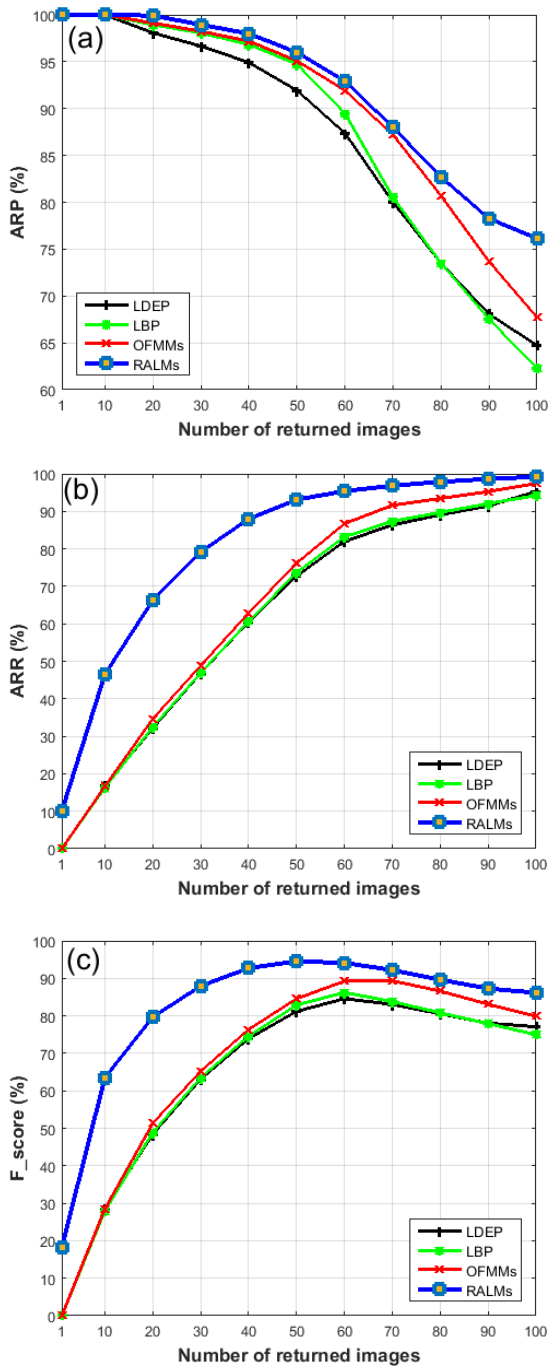 (a)
100
95
90
85
80
75
70
65
60
ARP (%)
LDEP
LBP
OFMMs
RALMs
1 10 20 30 40 50 60 70 80 90 100
Number of returned images
(b)
100
90
80
70
60
50
40
30
20
10
0
ARR (%)
LDEP
LBP
OFMMs
RALMs
1 10 20 30 40 50 60 70 80 90 100
Number of returned images
(c)
100
90
80
70
60
50
40
30
20
10
0
F_score (%)
LDEP
LBP
OFMMs
RALMs
1 10 20 30 40 50 60 70 80 90 100
Number of returned images